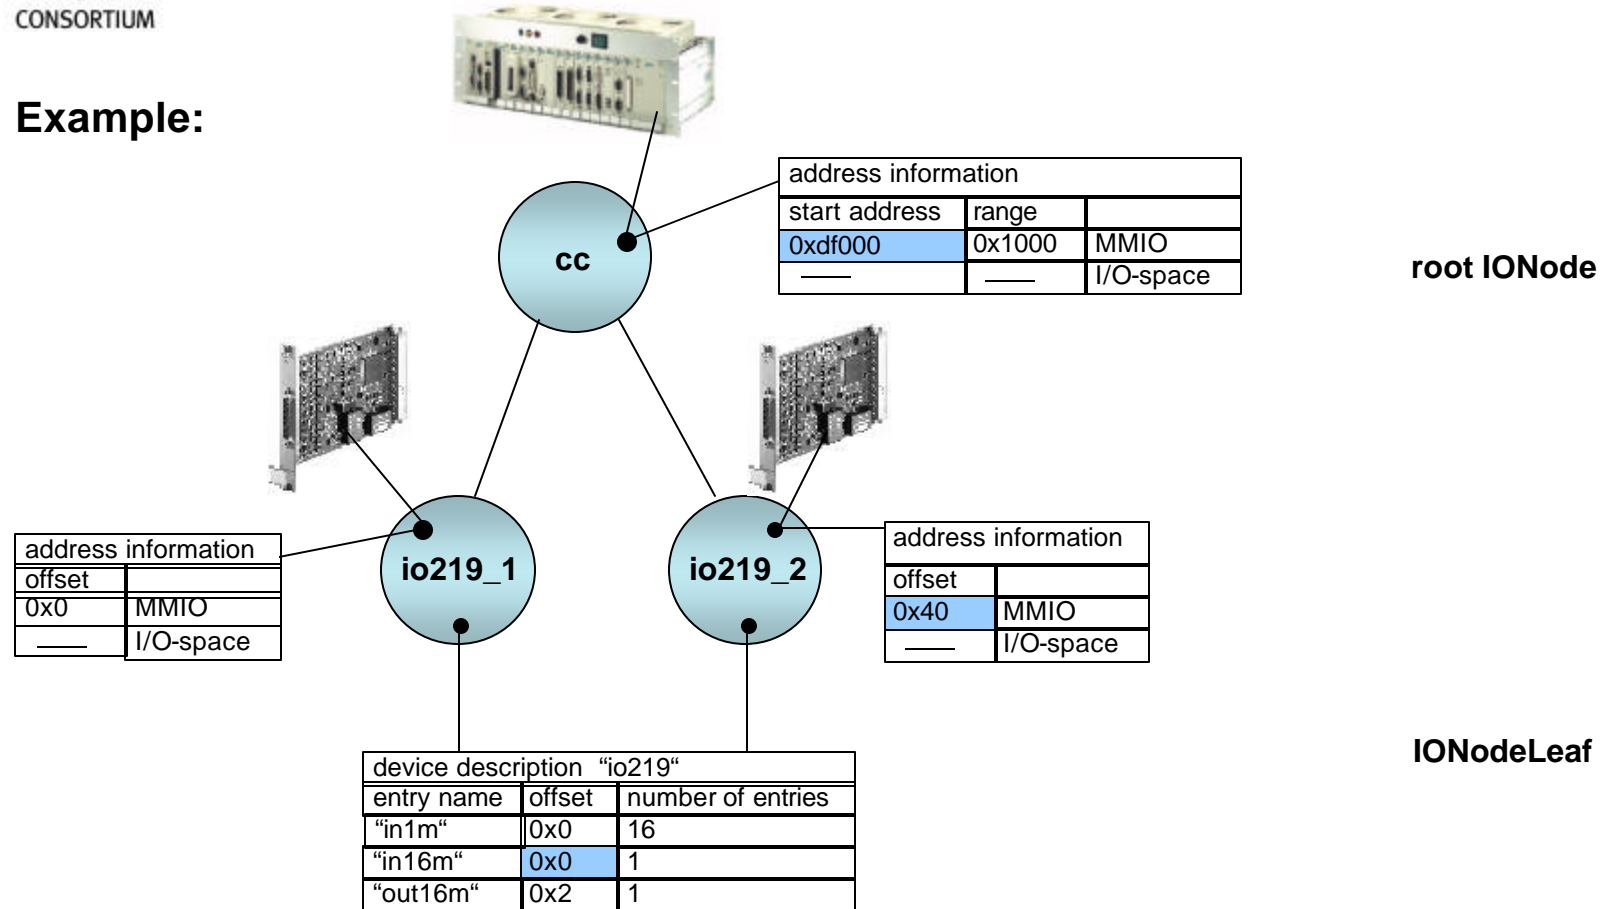 CONSORTIUM
Example:
address information
start address range
0xdf000 0x1000 MMIO
—— —— I/O-space
cc
root IONode
address information
offset
0x0 MMIO
—— I/O-space
io219_1
io219_2
address information
offset
0x40 MMIO
—— I/O-space
IONodeLeaf
device description “io219“
entry name offset number of entries
“in1m“ 0x0 16
“in16m“ 0x0 1
“out16m“ 0x2 1